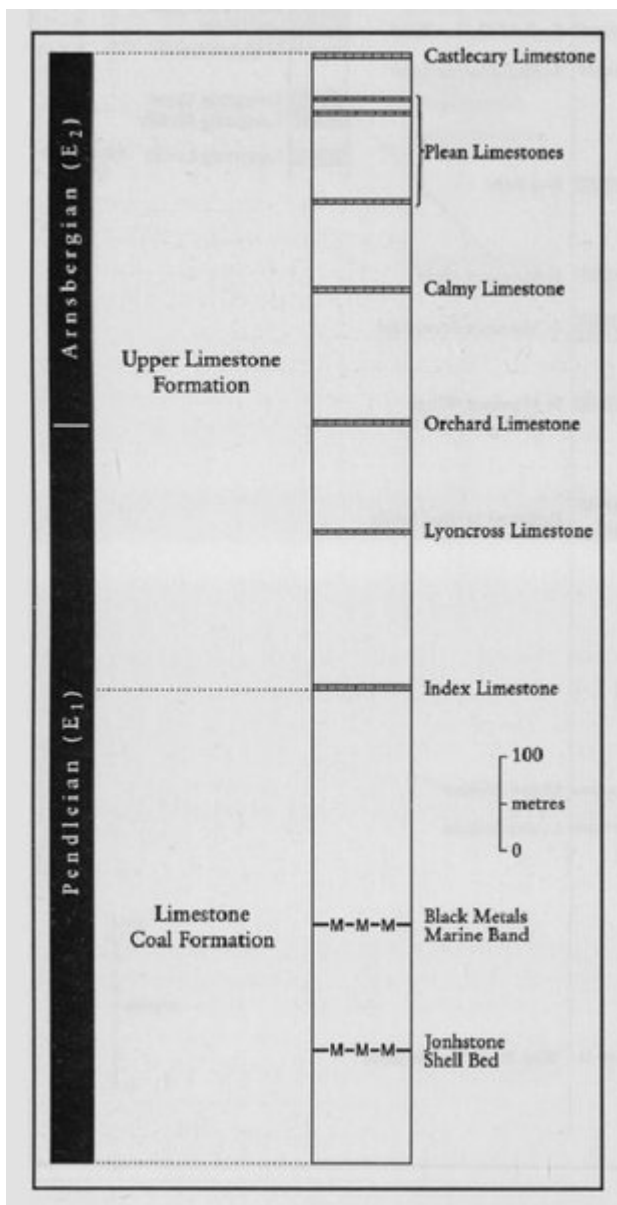 Castlecary Limestone
Plean Limestones
Calmy Limestone
Upper Limestone
Formation
Orchard Limestone
Lyoncross Limestone
Index Limestone
100
metres
0
Limestone
Coal Formation
M M M
Black Metals
Marine Band
M M M
Jonhstone
Shell Bed
Arnsbergian (E₂)
Pendleian (E₁)